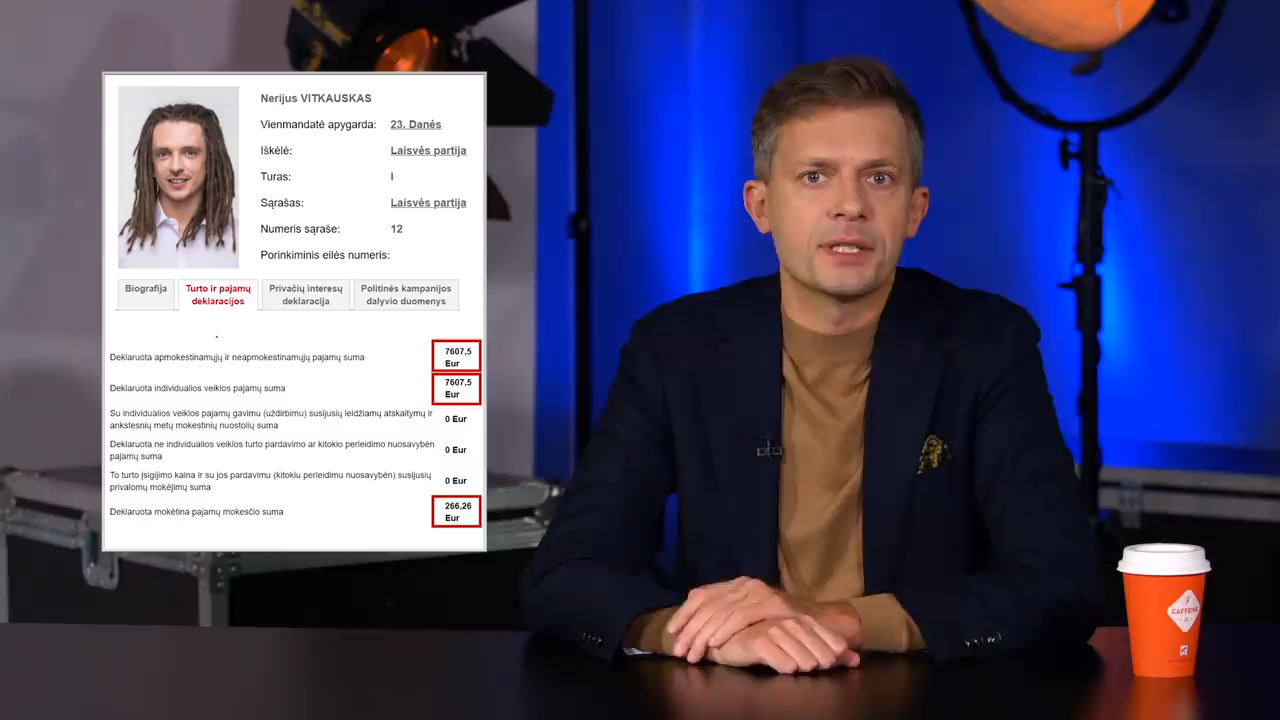 Nerijus VITKAUSKAS
Vienmandatė apygarda: 23. Danės
Iškėlė: Laisvės partija
Turas: I
Sąrašas: Laisvės partija
Numeris sąraše: 12
Porinkiminis eilės numeris:
Biografija
Turto ir pajamų
deklaracijos
Privačių interesų
deklaracija
Politinės kampanijos
dalyvio duomenys
Deklaruota apmokestinamųjų ir neapmokestinamųjų pajamų suma
7607,5
Eur
Deklaruota individualios veiklos pajamų suma
7607,5
Eur
Su individualios veiklos pajamų gavimu (uždirbimu) susijusių leidžiamų atskaitymų ir
ankstesnių metų mokestinių nuostolių suma
0 Eur
Deklaruota ne individualios veiklos turto pardavimo ar kitokio perleidimo nuosavybėn
pajamų suma
0 Eur
To turto įsigijimo kaina ir su jos pardavimu (kitokiu perleidimu nuosavybėn) susijusių
privalomų mokėjimų suma
0 Eur
Deklaruota mokėtina pajamų mokesčio suma
266,26
Eur
CAFFEINE